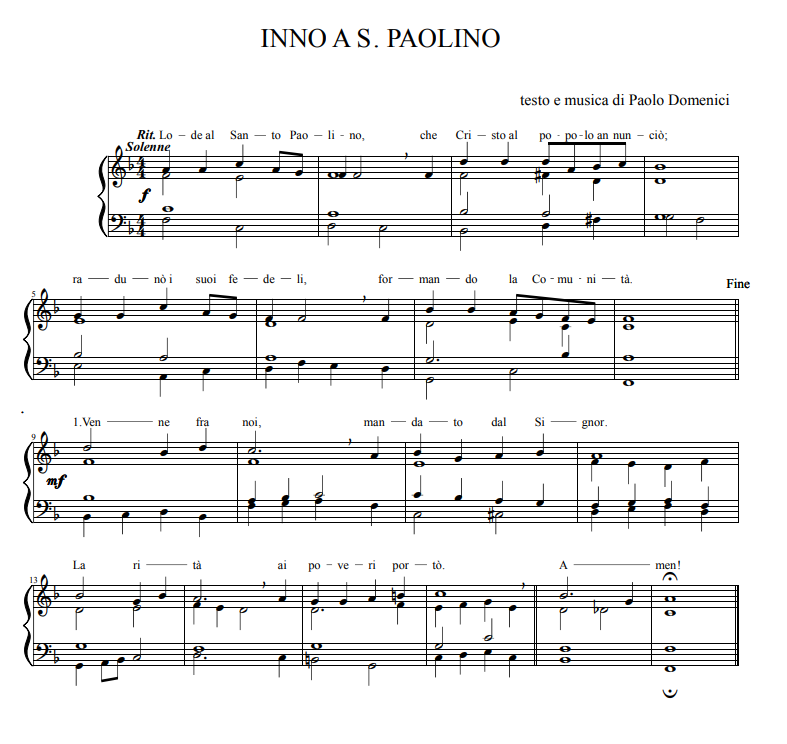 INNO A S. PAOLINO
testo e musica di Paolo Domenici
Rit. Lo – de al San — to Pao – li - no, che Cri – sto al po - po - lo an nun – ciò;
Solenne
f
5
ra — du — nò i suoi fe – de – li, for — man — do la Co - mu - ni – tà.
Fine
9
1.Ven ——— ne fra noi, man — da — to dal Si — gnor.
mf
13
La ri — tà ai po – ve – ri por – tò. A ——— men!